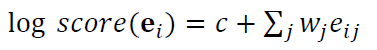 log score(𝐞ᵢ) = c + ∑ⱼ wⱼeᵢⱼ